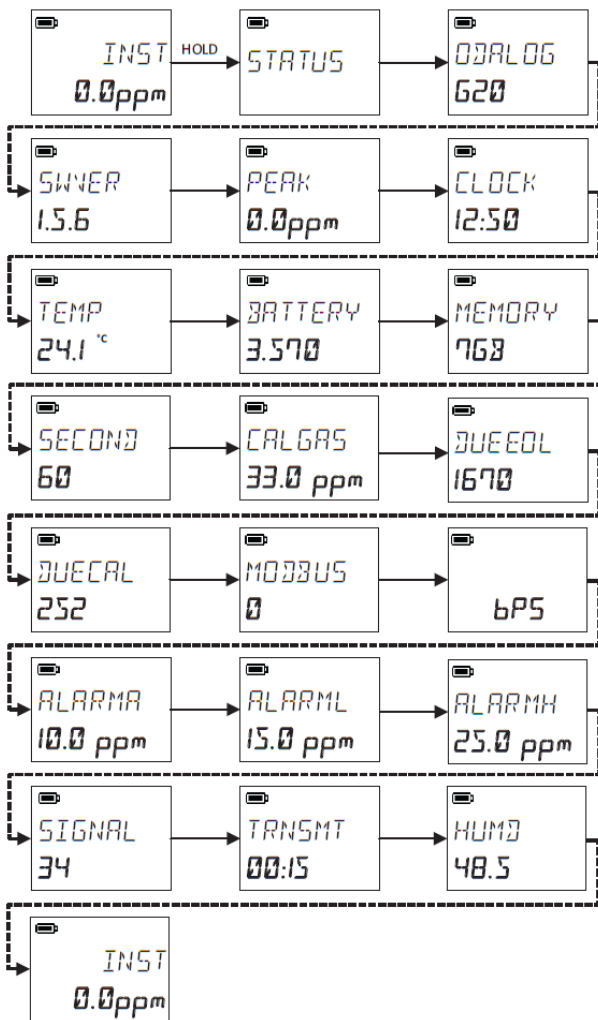 INST
0.0ppm
HOLD
STATUS
ODALOG
G20
SWVER
1.5.6
PEAK
0.0ppm
CLOCK
12:50
TEMP
24.1 °C
BATTERY
3.570
MEMORY
7GB
SECOND
60
CALGAS
33.0 ppm
DUEEOL
1670
DUECAL
252
MODBUS
0
bPS
ALARMA
10.0 ppm
ALARML
15.0 ppm
ALARMH
25.0 ppm
SIGNAL
34
TRNSMT
00:15
HUMD
48.5
INST
0.0ppm